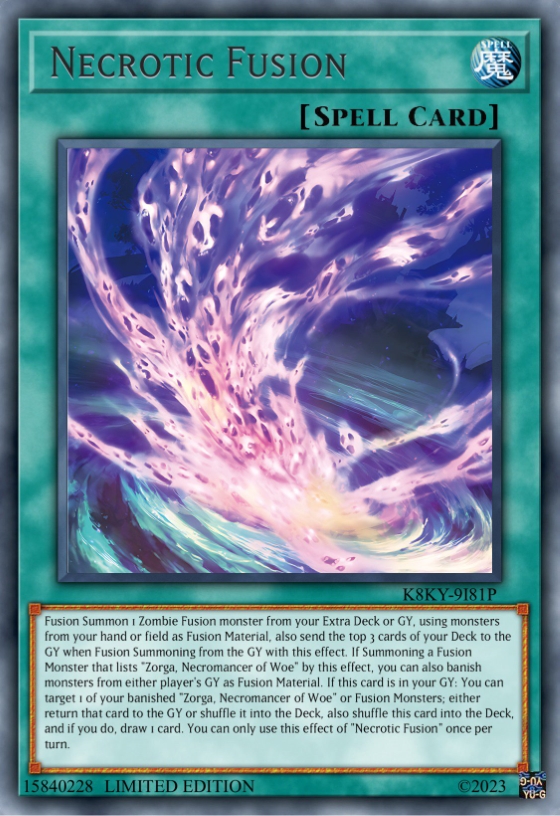 Necrotic Fusion
SPELL
魔
[Spell Card]
K8KY-9I81P
Fusion Summon 1 Zombie Fusion monster from your Extra Deck or GY, using monsters
from your hand or field as Fusion Material, also send the top 3 cards of your Deck to the
GY when Fusion Summoning from the GY with this effect. If Summoning a Fusion
Monster that lists "Zorga, Necromancer of Woe" by this effect, you can also banish
monsters from either player's GY as Fusion Material. If this card is in your GY: You can
target 1 of your banished "Zorga, Necromancer of Woe" or Fusion Monsters; either
return that card to the GY or shuffle it into the Deck, also shuffle this card into the Deck,
and if you do, draw 1 card. You can only use this effect of "Necrotic Fusion" once per
turn.
15840228 LIMITED EDITION ©2023
YU-G
YU-G